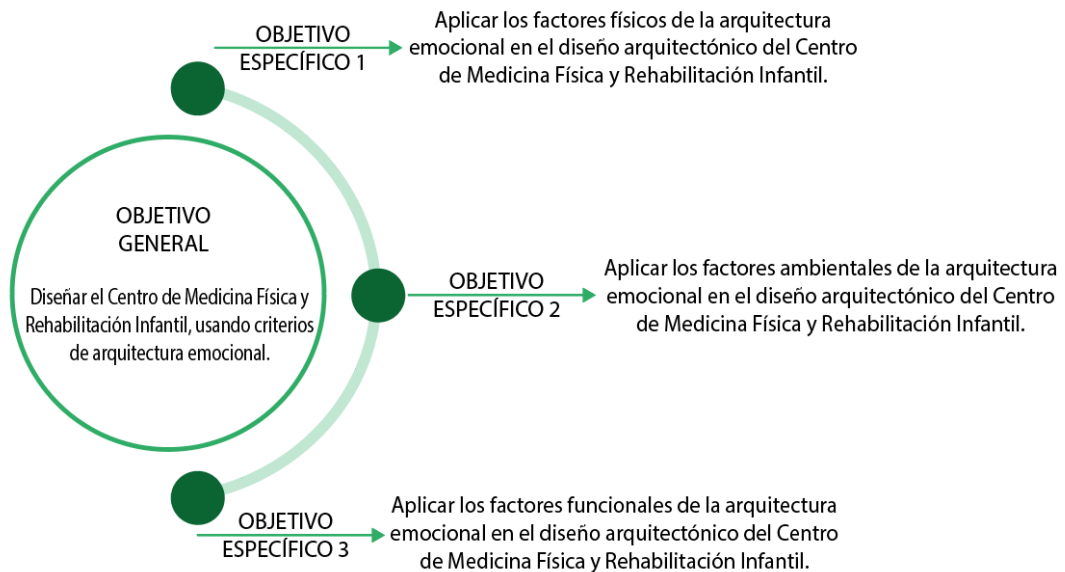 OBJETIVO
ESPECÍFICO 1
Aplicar los factores físicos de la arquitectura
emocional en el diseño arquitectónico del Centro
de Medicina Física y Rehabilitación Infantil.
OBJETIVO
GENERAL
Diseñar el Centro de Medicina Física y
Rehabilitación Infantil, usando criterios
de arquitectura emocional.
OBJETIVO
ESPECÍFICO 2
Aplicar los factores ambientales de la arquitectura
emocional en el diseño arquitectónico del Centro
de Medicina Física y Rehabilitación Infantil.
OBJETIVO
ESPECÍFICO 3
Aplicar los factores funcionales de la arquitectura
emocional en el diseño arquitectónico del Centro
de Medicina Física y Rehabilitación Infantil.